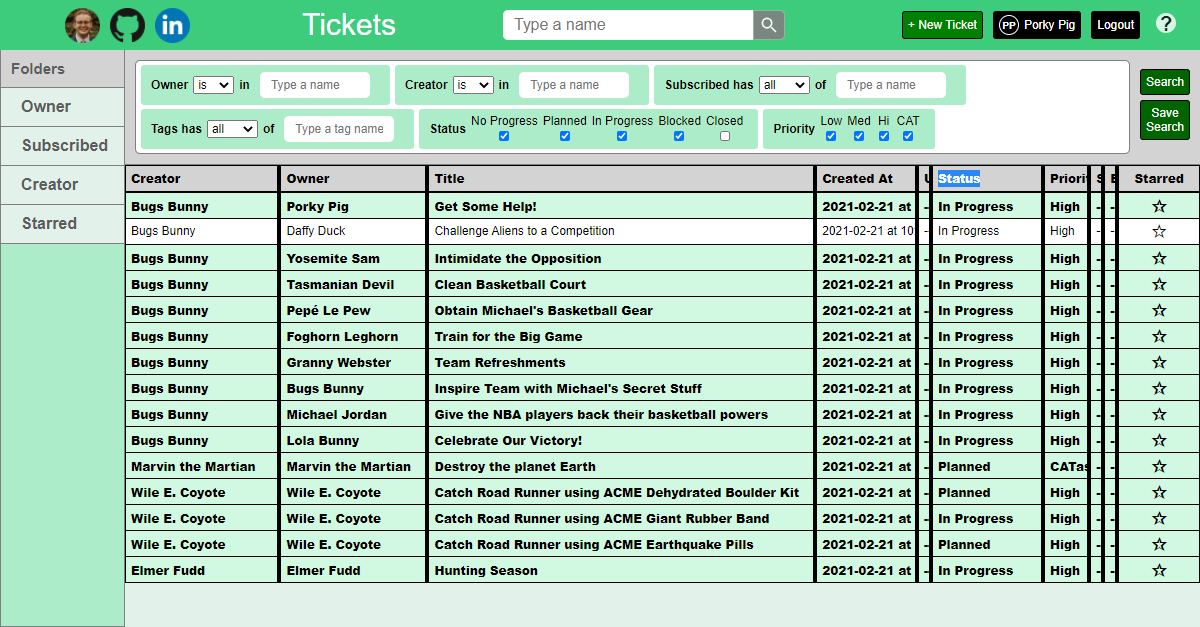 in Tickets Type a name + New Ticket PP Porky Pig Logout ?
Folders
Owner
Subscribed
Creator
Starred
Owner is in Type a name Creator is in Type a name Subscribed has all of Type a name
Tags has all of Type a tag name Status No Progress Planned In Progress Blocked Closed Priority Low Med Hi CAT
Search
Save
Search
Creator Owner Title Created At Status Starred
Bugs Bunny Porky Pig Get Some Help! 2021-02-21 at - In Progress High - - ☆
Bugs Bunny Daffy Duck Challenge Aliens to a Competition 2021-02-21 at 10 - In Progress High - - ☆
Bugs Bunny Yosemite Sam Intimidate the Opposition 2021-02-21 at - In Progress High - - ☆
Bugs Bunny Tasmanian Devil Clean Basketball Court 2021-02-21 at - In Progress High - - ☆
Bugs Bunny Pepé Le Pew Obtain Michael's Basketball Gear 2021-02-21 at - In Progress High - - ☆
Bugs Bunny Foghorn Leghorn Train for the Big Game 2021-02-21 at - In Progress High - - ☆
Bugs Bunny Granny Webster Team Refreshments 2021-02-21 at - In Progress High - - ☆
Bugs Bunny Bugs Bunny Inspire Team with Michael's Secret Stuff 2021-02-21 at - In Progress High - - ☆
Bugs Bunny Michael Jordan Give the NBA players back their basketball powers 2021-02-21 at - In Progress High - - ☆
Bugs Bunny Lola Bunny Celebrate Our Victory! 2021-02-21 at - In Progress High - - ☆
Marvin the Martian Marvin the Martian Destroy the planet Earth 2021-02-21 at - Planned CATas - - ☆
Wile E. Coyote Wile E. Coyote Catch Road Runner using ACME Dehydrated Boulder Kit 2021-02-21 at - Planned High - - ☆
Wile E. Coyote Wile E. Coyote Catch Road Runner using ACME Giant Rubber Band 2021-02-21 at - In Progress High - - ☆
Wile E. Coyote Wile E. Coyote Catch Road Runner using ACME Earthquake Pills 2021-02-21 at - Planned High - - ☆
Elmer Fudd Elmer Fudd Hunting Season 2021-02-21 at - In Progress High - - ☆